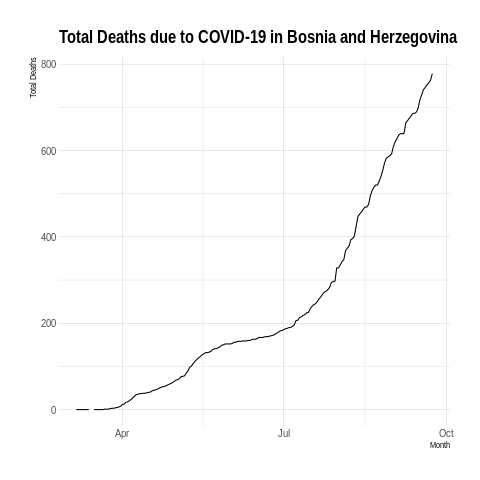 Total Deaths due to COVID-19 in Bosnia and Herzegovina
Total Deaths
800
600
400
200
0
Apr
Jul
Oct
Month